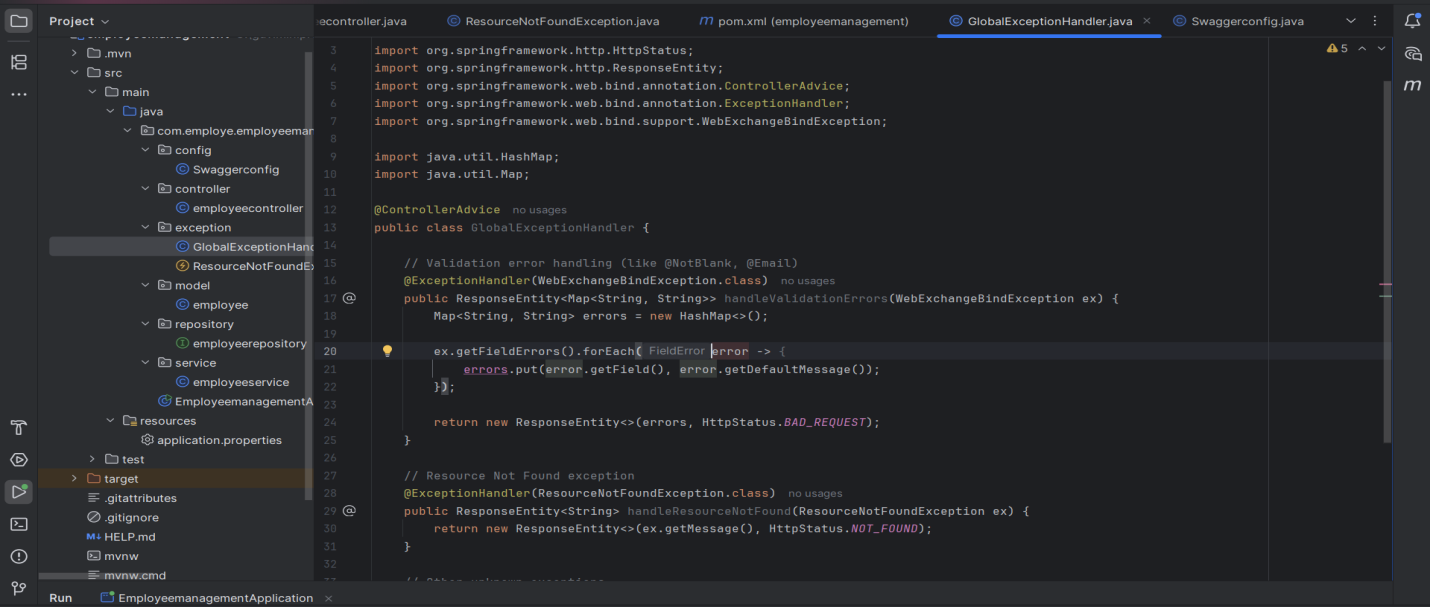 Project
econtroller.java
ResourceNotFoundException.java
pom.xml (employeemanagement)
GlobalExceptionHandler.java
Swaggerconfig.java
.mvn
src
main
java
com.employe.employeemar
config
Swaggerconfig
controller
employeecontroller
exception
GlobalExceptionHand
ResourceNotFoundEx
model
employee
repository
employeerepository
service
employeeservice
EmployeemanagementA
resources
application.properties
test
target
.gitattributes
.gitignore
M↓ HELP.md
mvnw
mvnw.cmd
5
3 import org.springframework.http.HttpStatus;
4 import org.springframework.http.ResponseEntity;
5 import org.springframework.web.bind.annotation.ControllerAdvice;
6 import org.springframework.web.bind.annotation.ExceptionHandler;
7 import org.springframework.web.bind.support.WebExchangeBindException;
8
9 import java.util.HashMap;
10 import java.util.Map;
11
12 @ControllerAdvice no usages
13 public class GlobalExceptionHandler {
14
15 // Validation error handling (like @NotBlank, @Email)
16 @ExceptionHandler(WebExchangeBindException.class) no usages
17 public ResponseEntity<Map<String, String>> handleValidationErrors(WebExchangeBindException ex) {
18 Map<String, String> errors = new HashMap<>();
19
20 ex.getFieldErrors().forEach( FieldError error -> {
21 errors.put(error.getField(), error.getDefaultMessage());
22 });
23
24 return new ResponseEntity<>(errors, HttpStatus.BAD_REQUEST);
25 }
26
27 // Resource Not Found exception
28 @ExceptionHandler(ResourceNotFoundException.class) no usages
29 public ResponseEntity<String> handleResourceNotFound(ResourceNotFoundException ex) {
30 return new ResponseEntity<>(ex.getMessage(), HttpStatus.NOT_FOUND);
31 }
32
Run
EmployeemanagementApplication